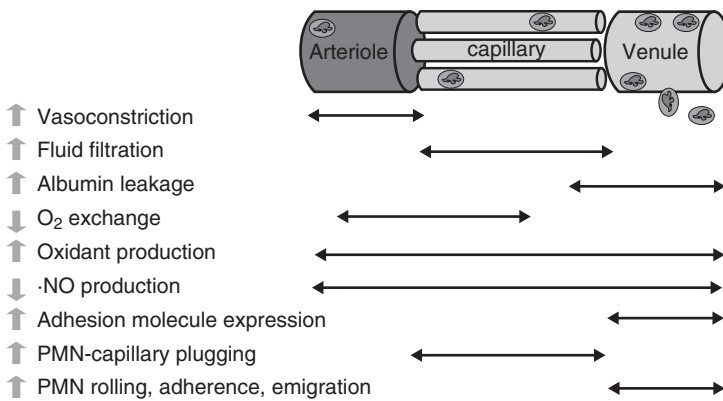 Arteriole capillary Venule
Vasoconstriction
Fluid filtration
Albumin leakage
O₂ exchange
Oxidant production
·NO production
Adhesion molecule expression
PMN-capillary plugging
PMN rolling, adherence, emigration